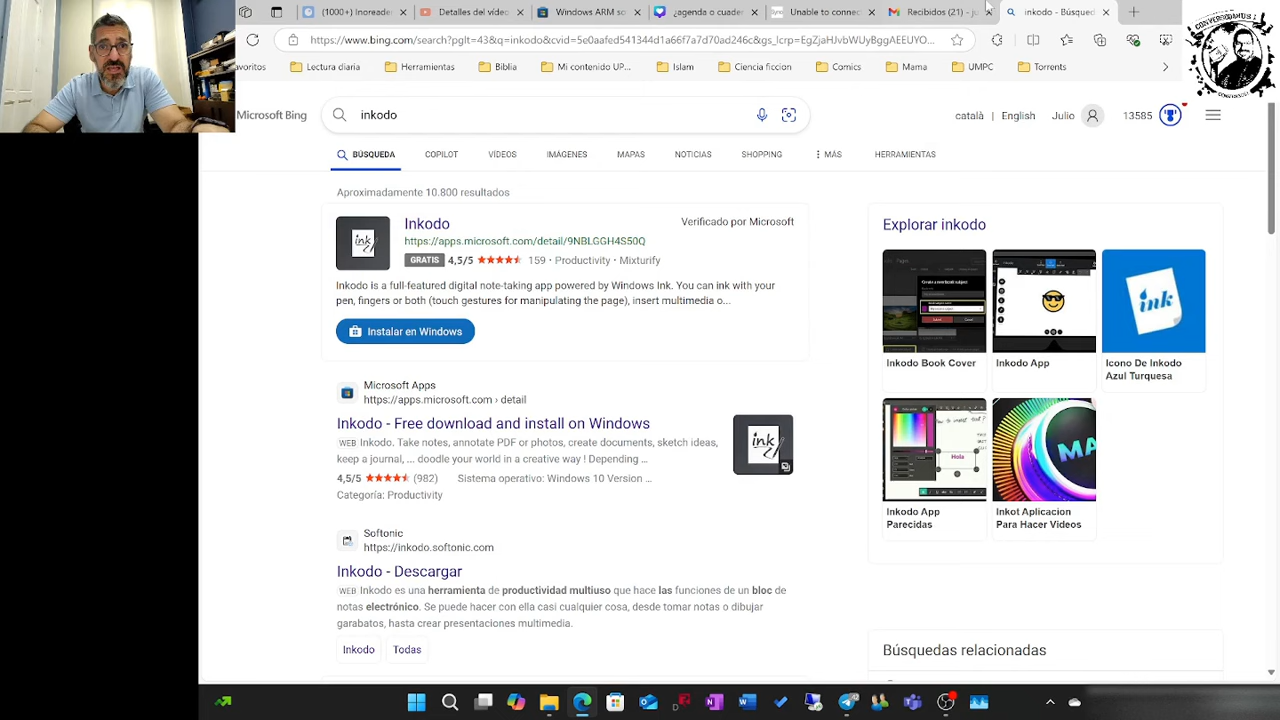 (1000+) Inoreader
Detalles del vídeo
Windows ARM so
¿agenda o cuader
Unable to connec
Recibidos (21) - ju
inkodo - Búsqued
CONVERSDAMOS
https://www.bing.com/search?pglt=43&q=inkodo&cvid=5e0aafed541344d1a66f7a7d70ad246c&gs_lcrp=EgZjaHJvbWUyBggAEEUYO...
avoritos
Lectura diaria
Herramientas
Bibl
Mi contenido UP...
Islam
Ciencia ficcion
Comics
Mama
UMPC
Torrents
Microsoft Bing
inkodo
català
English
Julio
13585
BÚSQUEDA
COPILOT
VÍDEOS
IMÁGENES
MAPAS
NOTICIAS
SHOPPING
MÁS
HERRAMIENTAS
Aproximadamente 10.800 resultados
ink
Inkodo
Verificado por Microsoft
https://apps.microsoft.com/detail/9NBLGGH4S50Q
GRATIS 4,5/5 159 · Productivity · Mixturify
Inkodo is a full-featured digital note-taking app powered by Windows Ink. You can ink with your
pen, fingers or both (touch gestures for manipulating the page), insert multimedia o...
Instalar en Windows
Microsoft Apps
https://apps.microsoft.com › detail
Inkodo - Free download and install on Windows
WEB Inkodo. Take notes, annotate PDF or photos, create documents, sketch ideas,
keep a journal, ... doodle your world in a creative way ! Depending ...
4,5/5 (982) Sistema operativo: Windows 10 Version ...
Categoría: Productivity
ink
Softonic
https://inkodo.softonic.com
Inkodo - Descargar
WEB Inkodo es una herramienta de productividad multiuso que hace las funciones de un bloc de
notas electrónico. Se puede hacer con ella casi cualquier cosa, desde tomar notas o dibujar
garabatos, hasta crear presentaciones multimedia.
Inkodo
Todas
Explorar inkodo
ink
Inkodo Book Cover
Inkodo App
Icono De Inkodo
Azul Turquesa
Hola
MA
Inkodo App
Parecidas
Inkot Aplicacion
Para Hacer Videos
Búsquedas relacionadas